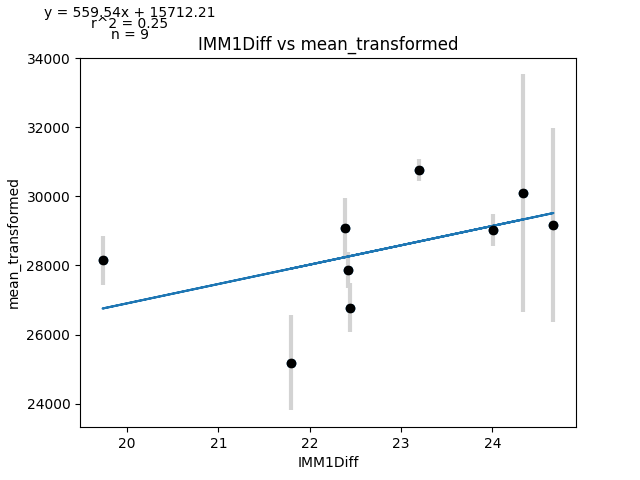 y = 559.54x + 15712.21
r^2 = 0.25
n = 9
IMM1Diff vs mean_transformed
34000
32000
30000
28000
26000
24000
mean_transformed
20
21
22
23
24
IMM1Diff